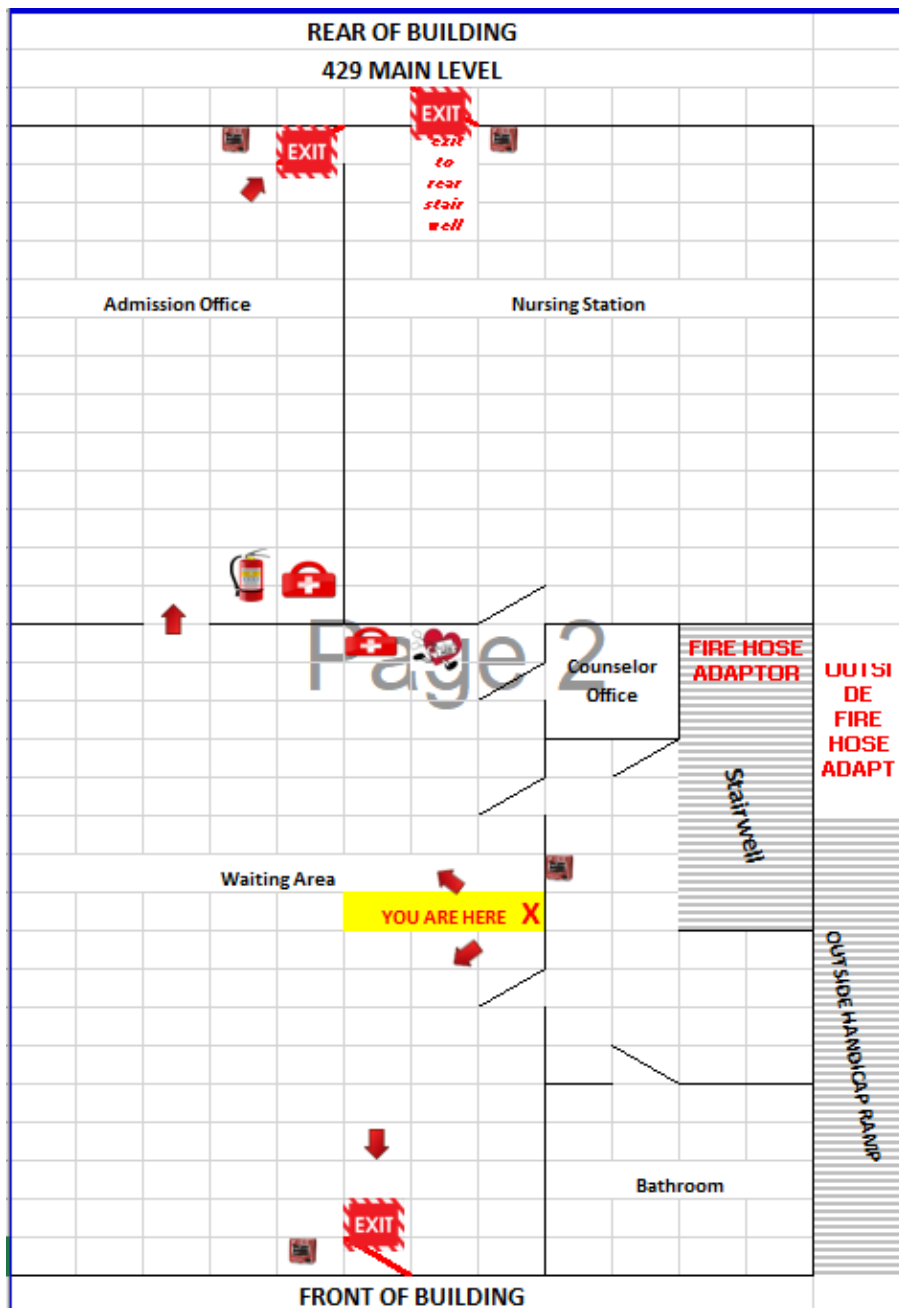 REAR OF BUILDING
429 MAIN LEVEL
EXIT
EXIT
exit
to
rear
stair
well
Admission Office
Nursing Station
Page 2
Counselor
Office
FIRE HOSE
ADAPTOR
OUTSI
DE
FIRE
HOSE
ADAPT
Stairwell
Waiting Area
YOU ARE HERE X
OUTSIDE HANDICAP RAMP
Bathroom
EXIT
FRONT OF BUILDING